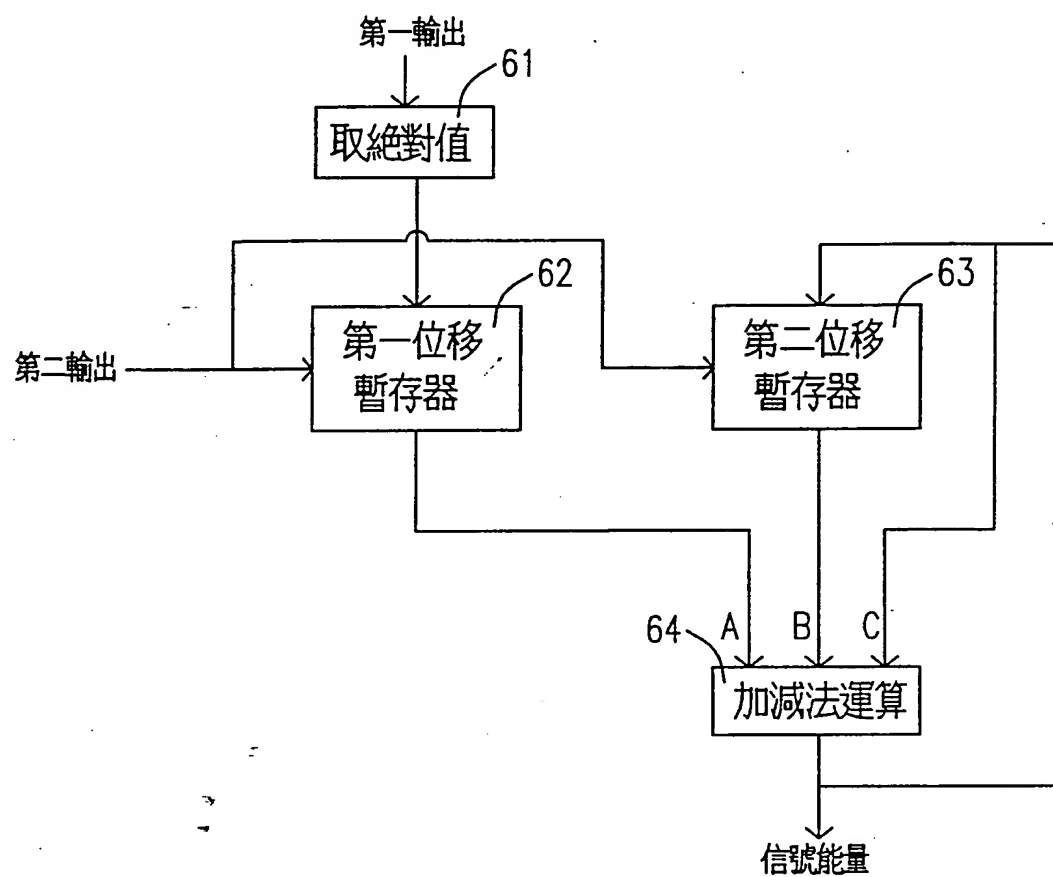 第一輸出
61
取絕對值
62
63
第一位移
暫存器
第二位移
暫存器
第二輸出
64
A
B
C
加減法運算
信號能量